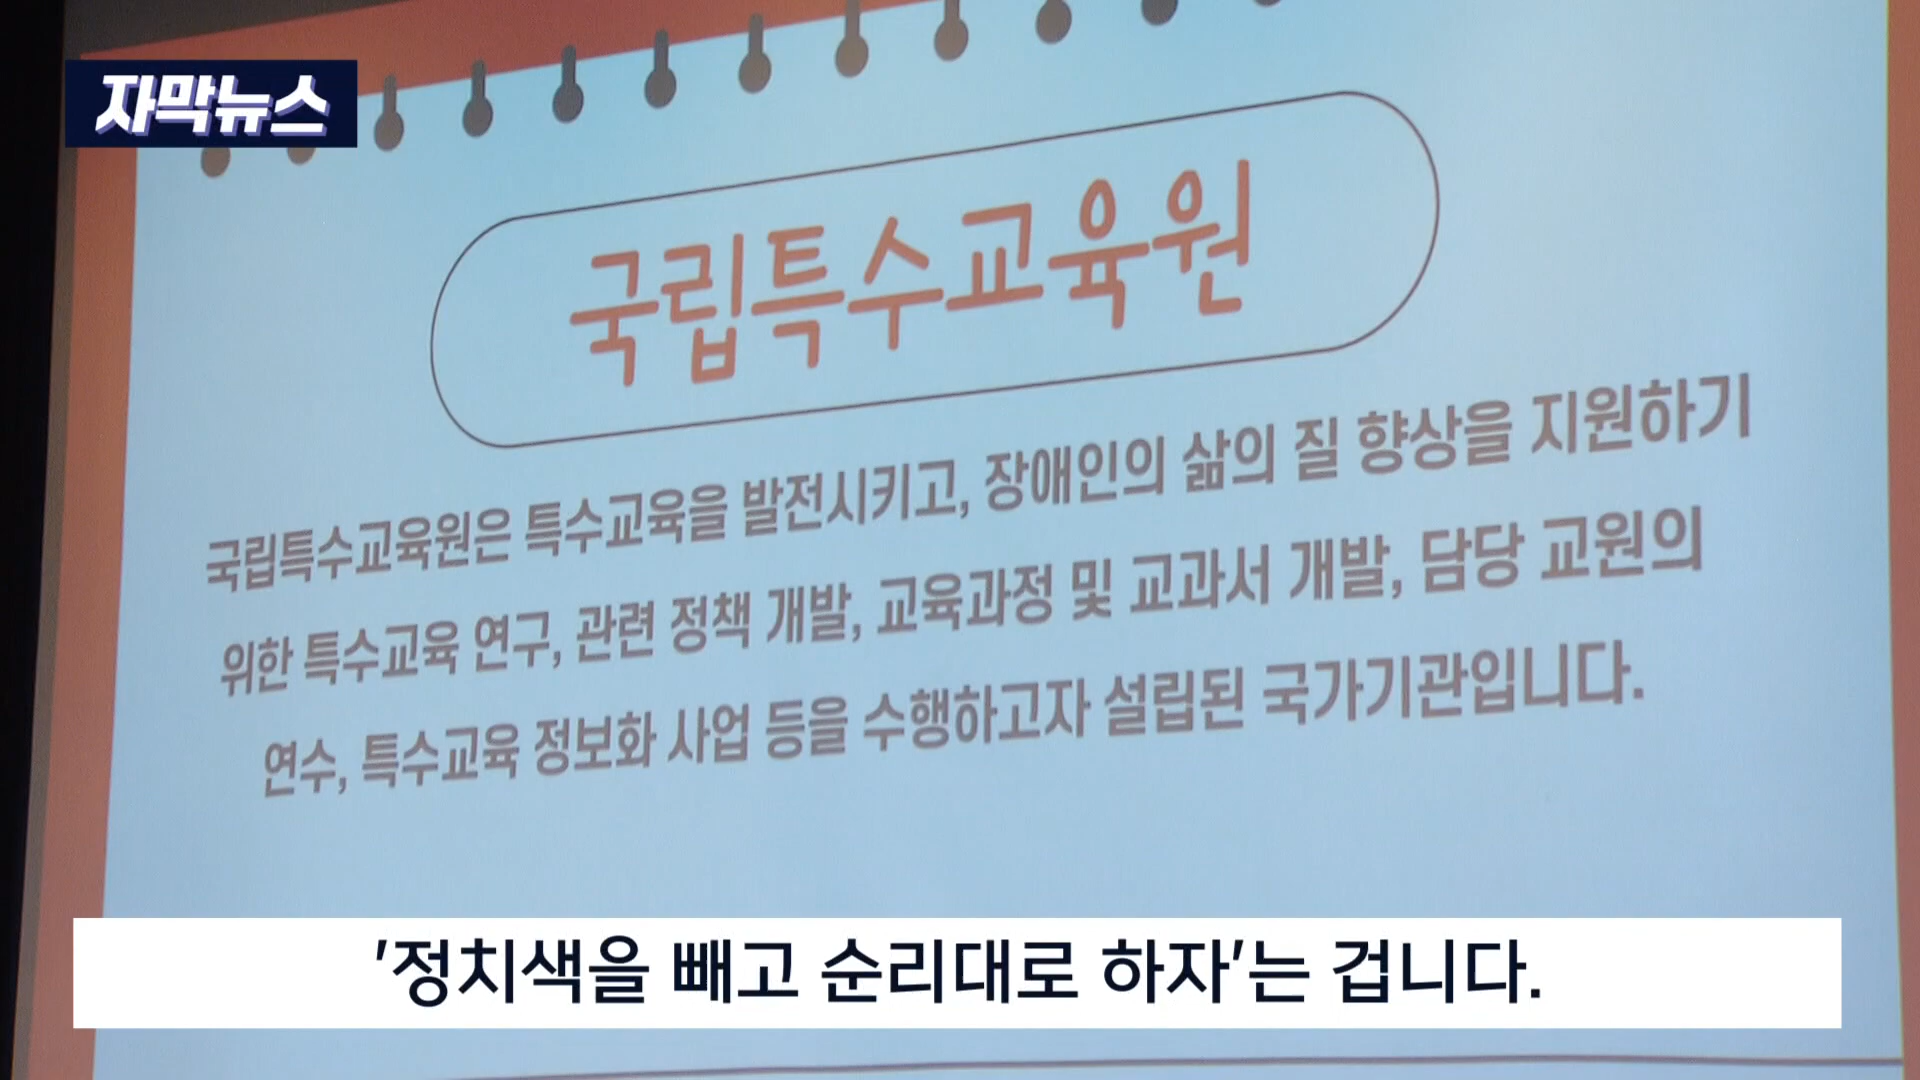 자막뉴스
국립특수교육원
국립특수교육원은 특수교육을 발전시키고, 장애인의 삶의 질 향상을 지원하기
위한 특수교육 연구, 관련 정책 개발, 교육과정 및 교과서 개발, 담당 교원의
연수, 특수교육 정보화 사업 등을 수행하고자 설립된 국가기관입니다.
'정치색을 빼고 순리대로 하자'는 겁니다.